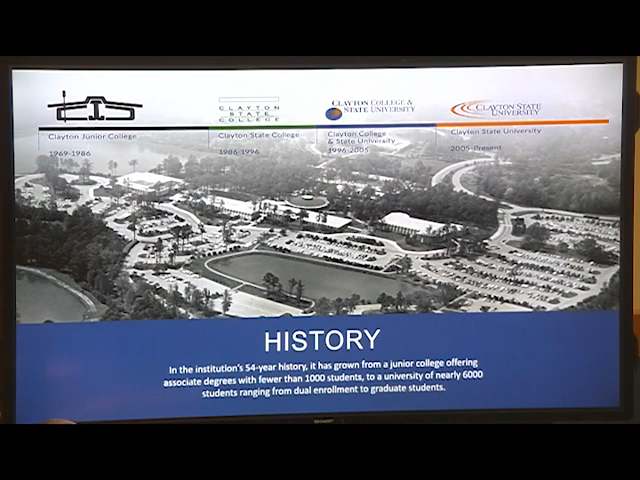 CLAYTON
STATE
COLLEGE
CLAYTON COLLEGE &
STATE UNIVERSITY
CLAYTON STATE
UNIVERSITY
Clayton Junior College
Clayton State College
Clayton College
& State University
Clayton State University
1969-1986
1986-1996
1996-2005
2005-Present
HISTORY
In the institution's 54-year history, it has grown from a junior college offering
associate degrees with fewer than 1000 students, to a university of nearly 6000
students ranging from dual enrollment to graduate students.
SHARP